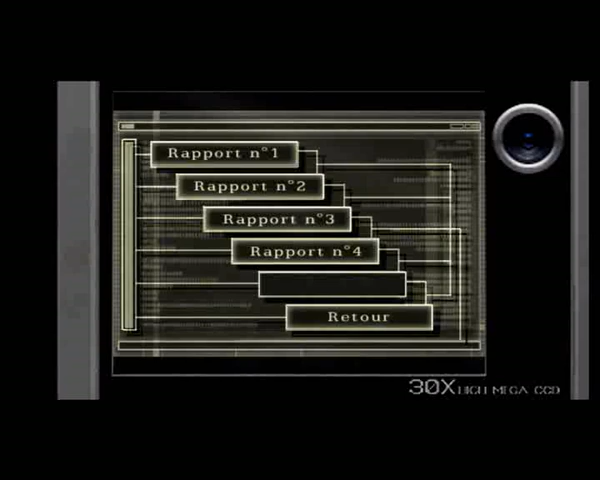 Rapport n°1
Rapport n°2
Rapport n°3
Rapport n°4
Retour
30X HIGH MEGA CCD